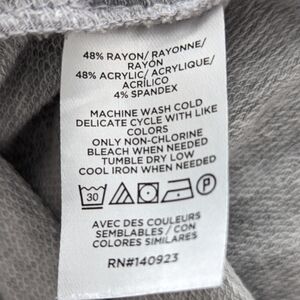 48% RAYON/ RAYONNE/
RAYON
48% ACRYLIC/ ACRYLIQUE/
ACRÍLICO
4% SPANDEX
MACHINE WASH COLD
DELICATE CYCLE WITH LIKE
COLORS
ONLY NON-CHLORINE
BLEACH WHEN NEEDED
TUMBLE DRY LOW
COOL IRON WHEN NEEDED
30
P
AVEC DES COULEURS
SEMBLABLES / CON
COLORES SIMILARES
RN#140923